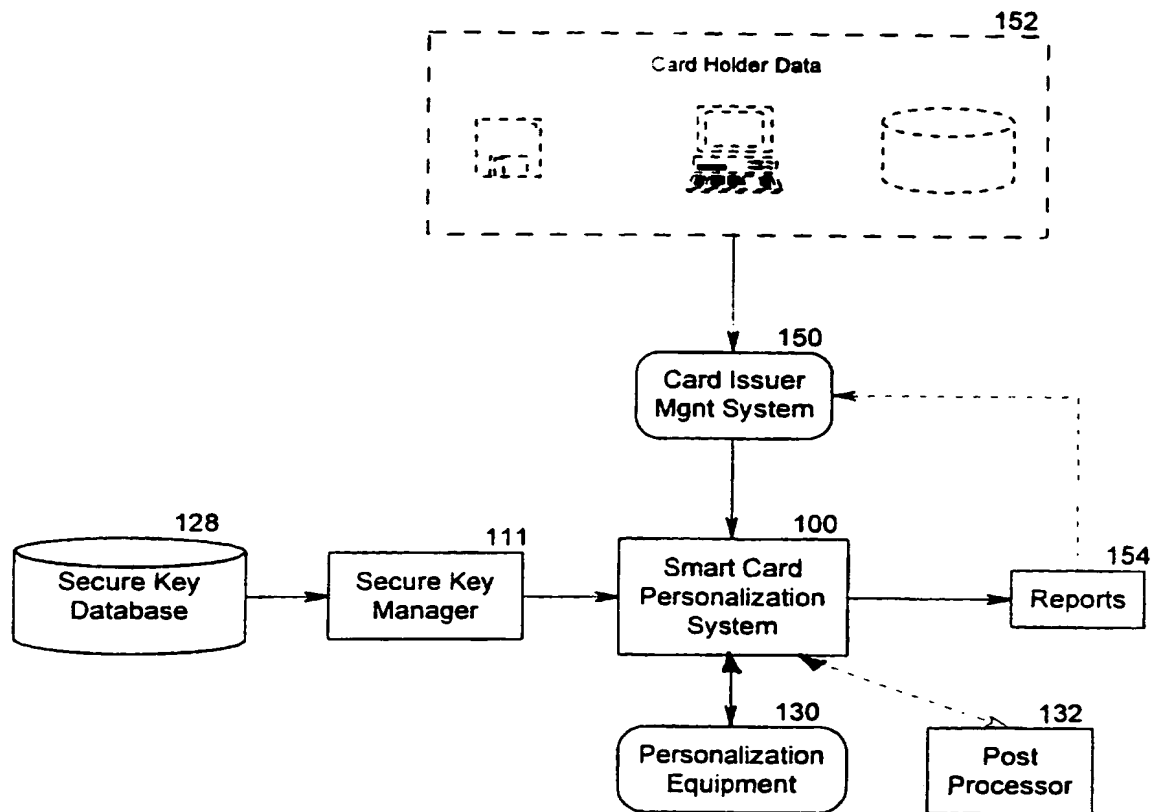 152
Card Holder Data
150
Card Issuer
Mgnt System
128
Secure Key
Database
111
Secure Key
Manager
100
Smart Card
Personalization
System
154
Reports
130
Personalization
Equipment
132
Post
Processor